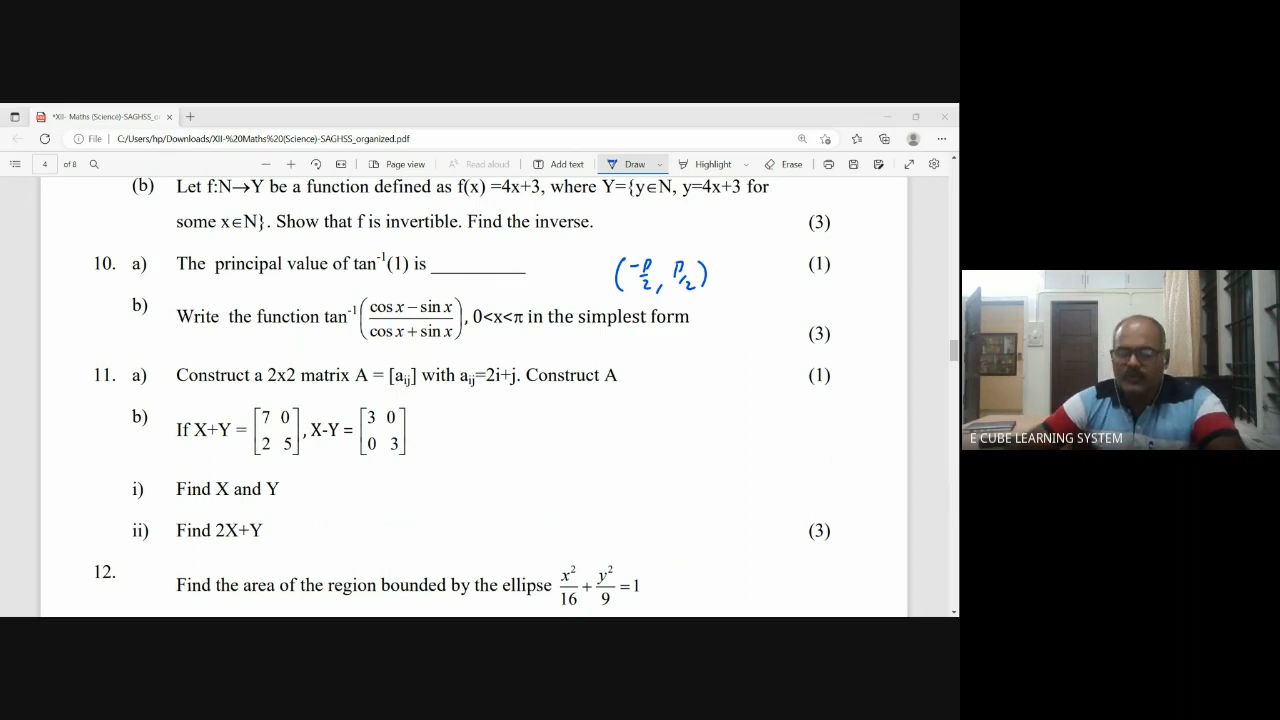 *XII- Maths (Science)-SAGHSS_o
File C:/Users/hp/Downloads/XII-%20Maths%20(Science)-SAGHSS_organized.pdf
4 of 8 Page view Read aloud Add text Draw Highlight Erase
(b) Let f:N→Y be a function defined as f(x) =4x+3, where Y={y∈N, y=4x+3 for
some x∈N}. Show that f is invertible. Find the inverse. (3)
10. a) The principal value of tan⁻¹(1) is __________ (-π/2, π/2) (1)
b) Write the function tan⁻¹((cos x − sin x)/(cos x + sin x)), 0<x<π in the simplest form (3)
11. a) Construct a 2x2 matrix A = [aᵢⱼ] with aᵢⱼ=2i+j. Construct A (1)
b) If X+Y = [7 0; 2 5], X-Y = [3 0; 0 3]
i) Find X and Y
ii) Find 2X+Y (3)
12. Find the area of the region bounded by the ellipse x²/16 + y²/9 = 1
E CUBE LEARNING SYSTEM